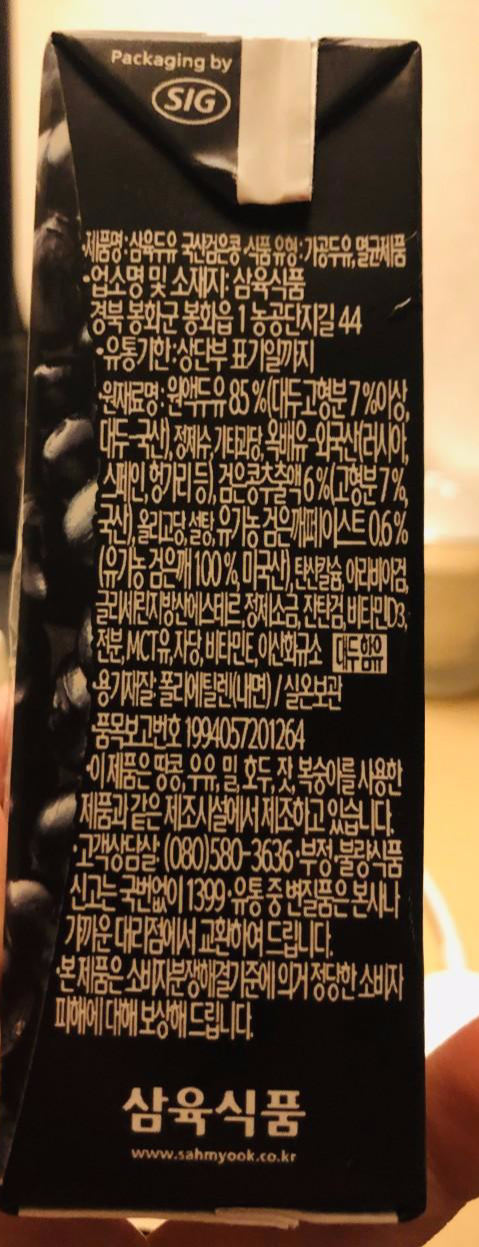 Packaging by
SIG
•제품명:삼육두유 국산검은콩•식품 유형:가공두유,멸균제품
•업소명 및 소재지: 삼육식품
경북 봉화군 봉화읍 1 농공단지길 44
•유통기한:상단부 표기일까지
•원재료명 : 원액두유 85 %(대두고형분 7 %이상,
대두-국산), 정제수, 기타과당, 옥배유-외국산(러시아,
스페인, 헝가리 등), 검은콩추출액 6 %(고형분 7 %,
국산), 올리고당, 설탕, 유기농 검은깨페이스트 0.6 %
(유기농 검은깨 100 %, 미국산), 탄산칼슘, 아라비아검,
글리세린지방산에스테르, 정제소금, 잔탄검, 비타민D3,
전분, MCT유, 자당, 비타민E, 이산화규소 대두함유
•용기재질:폴리에틸렌(내면) / 실온보관
품목보고번호 1994057201264
•이 제품은 땅콩, 우유, 밀, 호두, 잣, 복숭아를 사용한
제품과 같은 제조시설에서 제조하고 있습니다.
•고객상담실 (080)580-3636•부정•불량식품
신고는 국번없이 1399•유통 중 변질품은 본사나
가까운 대리점에서 교환하여 드립니다.
•본 제품은 소비자분쟁해결기준에 의거 정당한 소비자
피해에 대해 보상해 드립니다.
삼육식품
www.sahmyook.co.kr